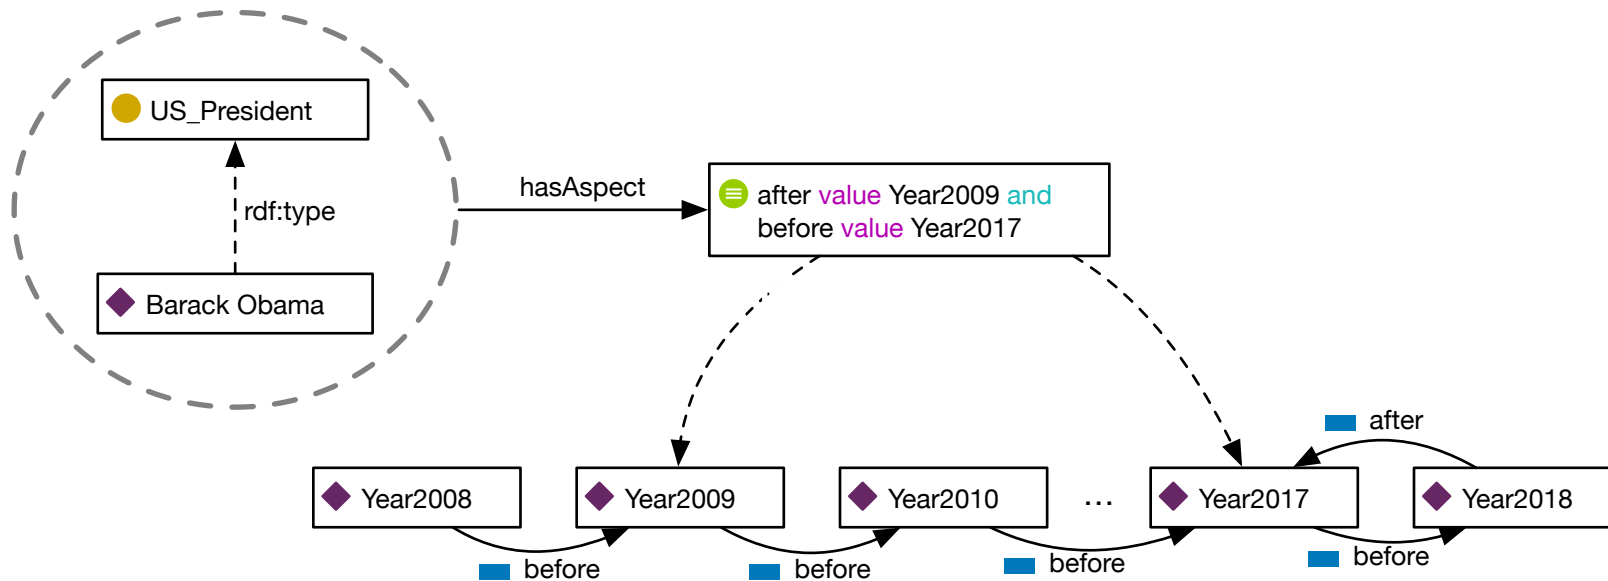 US_President
rdf:type
Barack Obama
hasAspect
after value Year2009 and
before value Year2017
after
Year2008
Year2009
Year2010
...
Year2017
Year2018
before
before
before
before